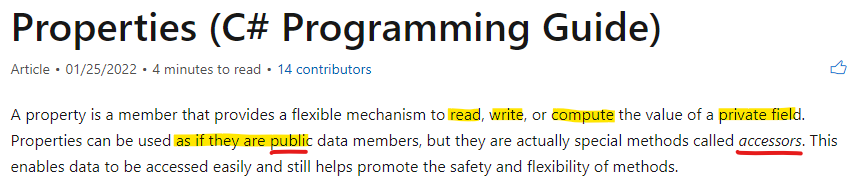 Properties (C# Programming Guide)
Article • 01/25/2022 • 4 minutes to read • 14 contributors
A property is a member that provides a flexible mechanism to read, write, or compute the value of a private field.
Properties can be used as if they are public data members, but they are actually special methods called accessors. This
enables data to be accessed easily and still helps promote the safety and flexibility of methods.